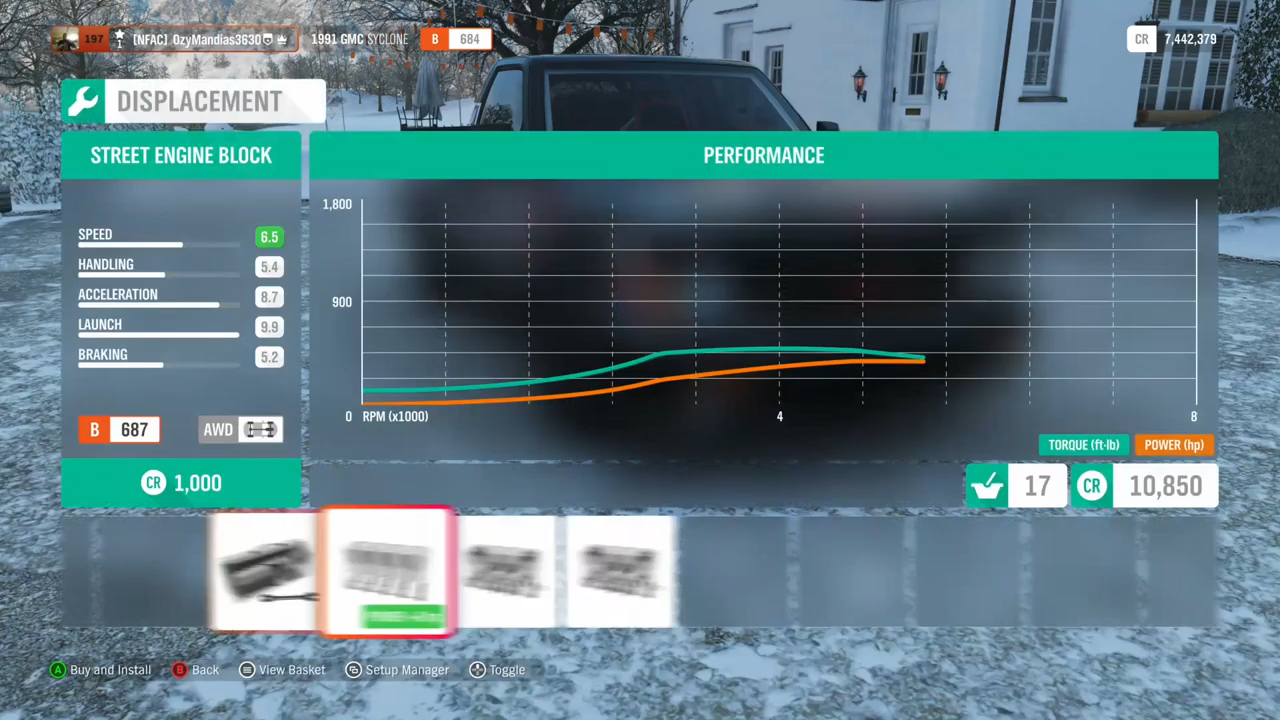 197 [NFAC] OzyMandias3630 1991 GMC SYCLONE B 684
CR 7,442,379
DISPLACEMENT
STREET ENGINE BLOCK
PERFORMANCE
SPEED 6.5
HANDLING 5.4
ACCELERATION 8.7
LAUNCH 9.9
BRAKING 5.2
B 687 AWD
CR 1,000
1,800
900
0 RPM (x1000) 4 8
TORQUE (ft-lb) POWER (hp)
17 CR 10,850
A Buy and Install B Back View Basket Setup Manager Toggle